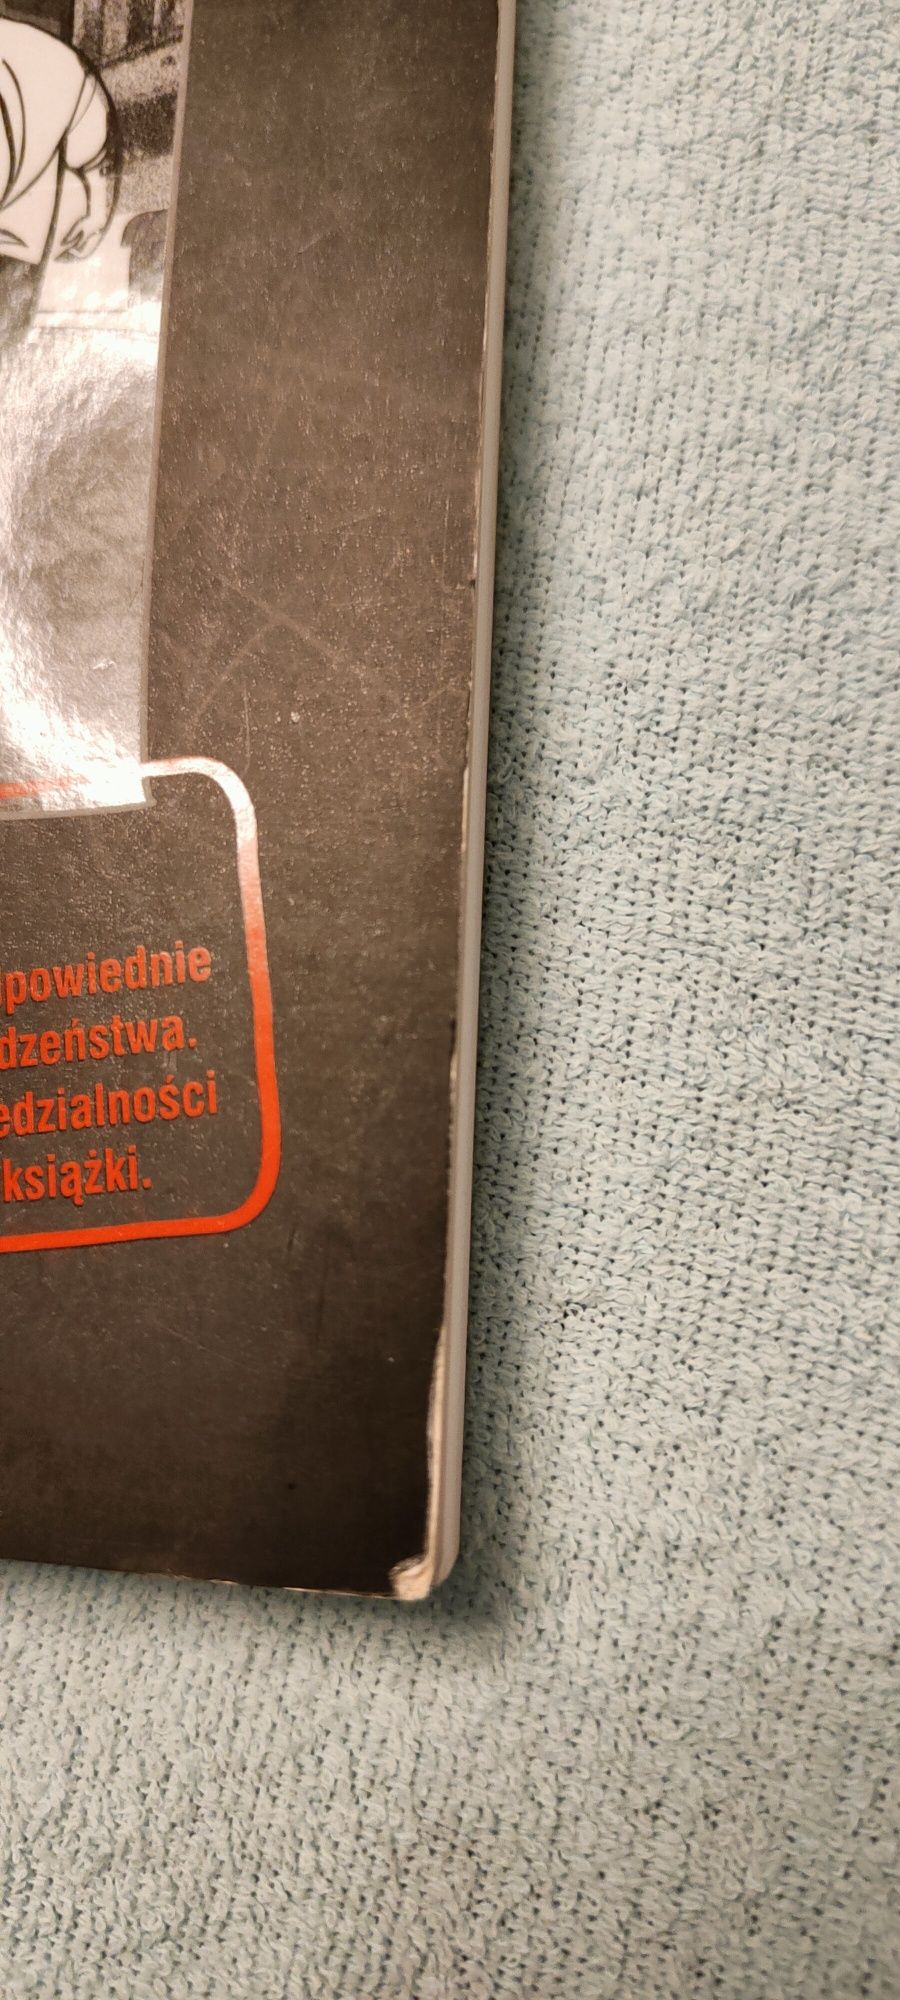 powiednie
dzeństwa.
edzialności
książki.